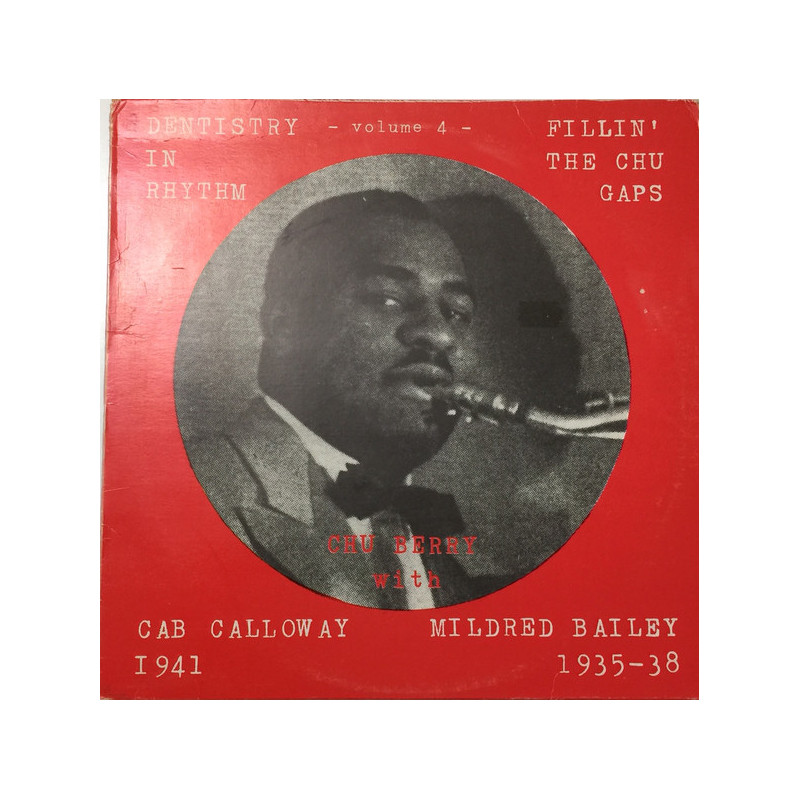 DENTISTRY
IN
RHYTHM
- volume 4 -
FILLIN'
THE CHU
GAPS
CHU BERRY
with
CAB CALLOWAY
1941
MILDRED BAILEY
1935-38